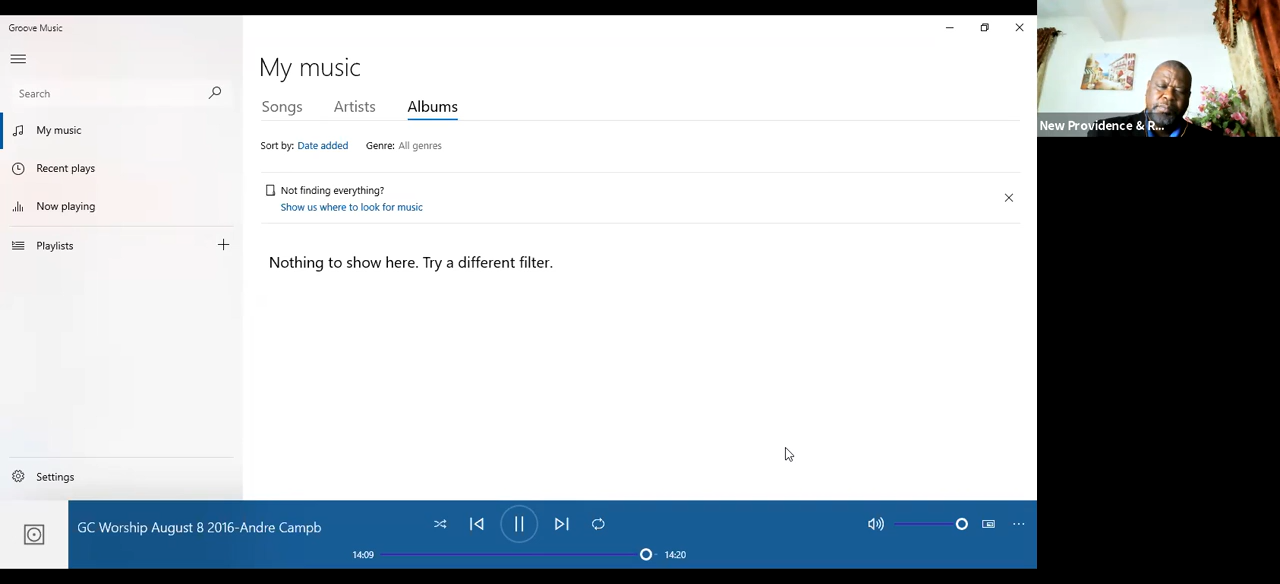 Groove Music
Search
My music
Recent plays
Now playing
Playlists
Settings
My music
Songs Artists Albums
Sort by: Date added Genre: All genres
Not finding everything?
Show us where to look for music
Nothing to show here. Try a different filter.
GC Worship August 8 2016-Andre Campb
14:09 14:20
New Providence & R...